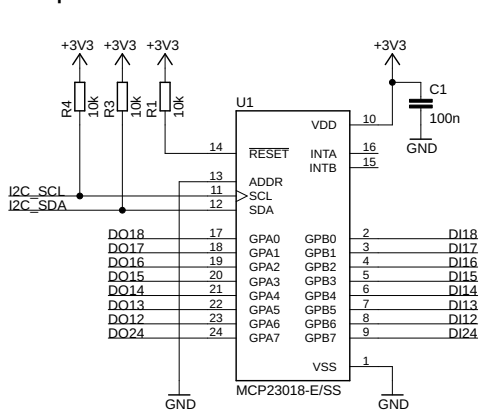 +3V3 +3V3 +3V3 +3V3
R4 10k R3 10k R1 10k
C1
100n
GND
U1
VDD 10
14 RESET INTA 16
INTB 15
13 ADDR
I2C_SCL 11 SCL
I2C_SDA 12 SDA
DO18 17 GPA0 GPB0 2 DI18
DO17 18 GPA1 GPB1 3 DI17
DO16 19 GPA2 GPB2 4 DI16
DO15 20 GPA3 GPB3 5 DI15
DO14 21 GPA4 GPB4 6 DI14
DO13 22 GPA5 GPB5 7 DI13
DO12 23 GPA6 GPB6 8 DI12
DO24 24 GPA7 GPB7 9 DI24
VSS 1
MCP23018-E/SS
GND GND